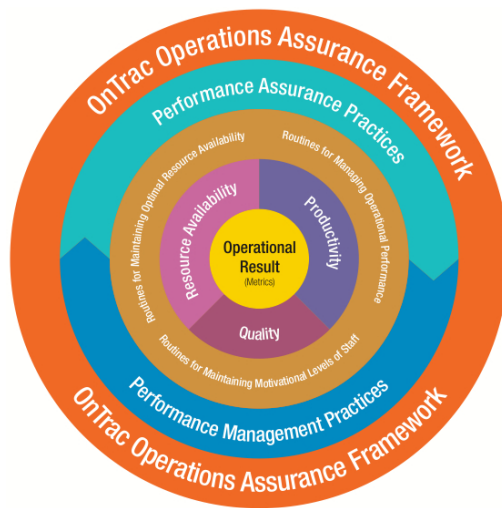 OnTrac Operations Assurance Framework
Performance Assurance Practices
Routines for Maintaining Optimal Resource Availability
Routines for Managing Operational Performance
Resource Availability
Productivity
Operational
Result
(Metrics)
Quality
Routines for Maintaining Motivational Levels of Staff
Performance Management Practices
OnTrac Operations Assurance Framework